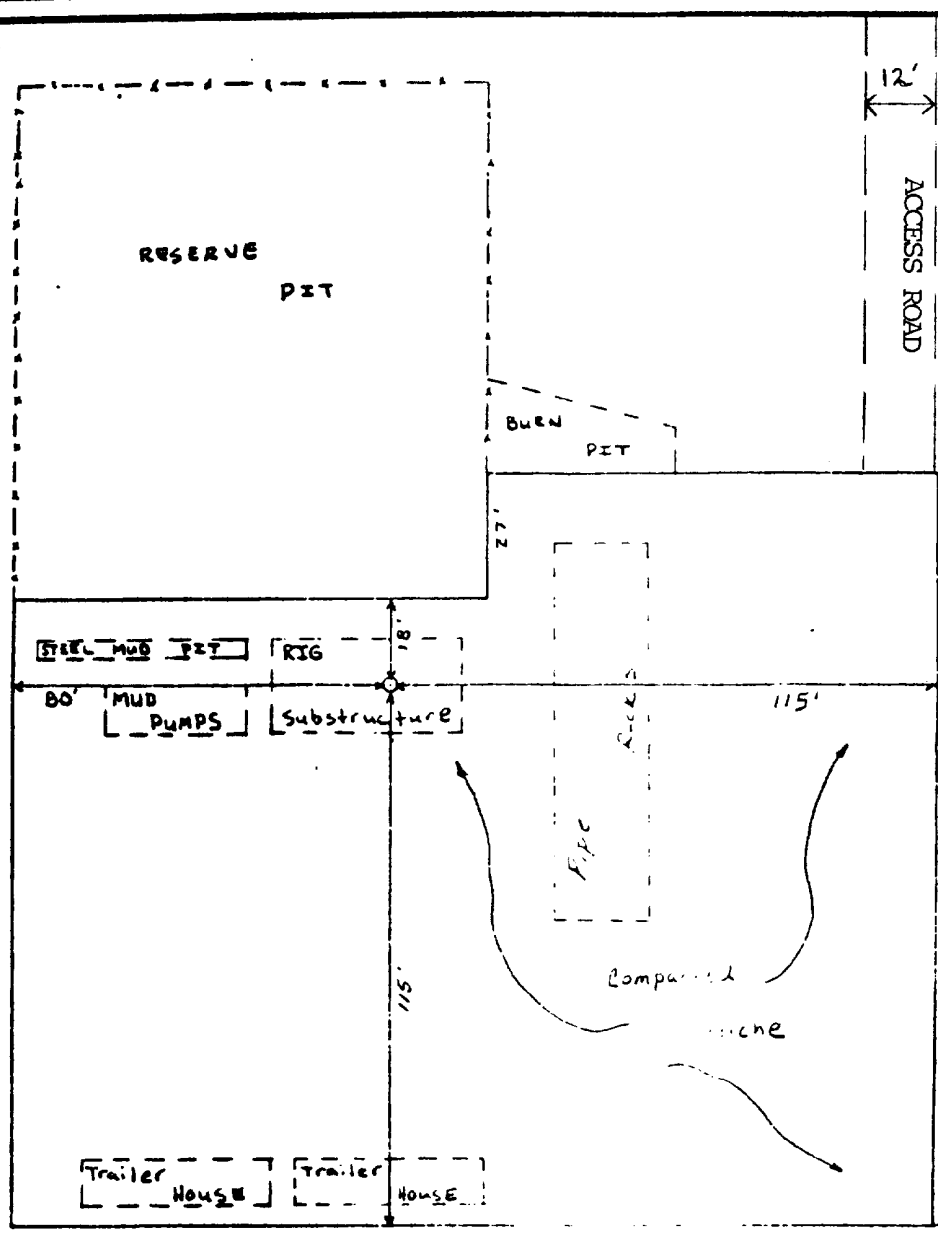 12'
ACCESS ROAD
RESERVE
PIT
BURN
PIT
27'
18'
STEEL MUD PIT
RIG
80'
MUD
PUMPS
Substructure
115'
Pipe
115'
Trailer
House
Trailer
House